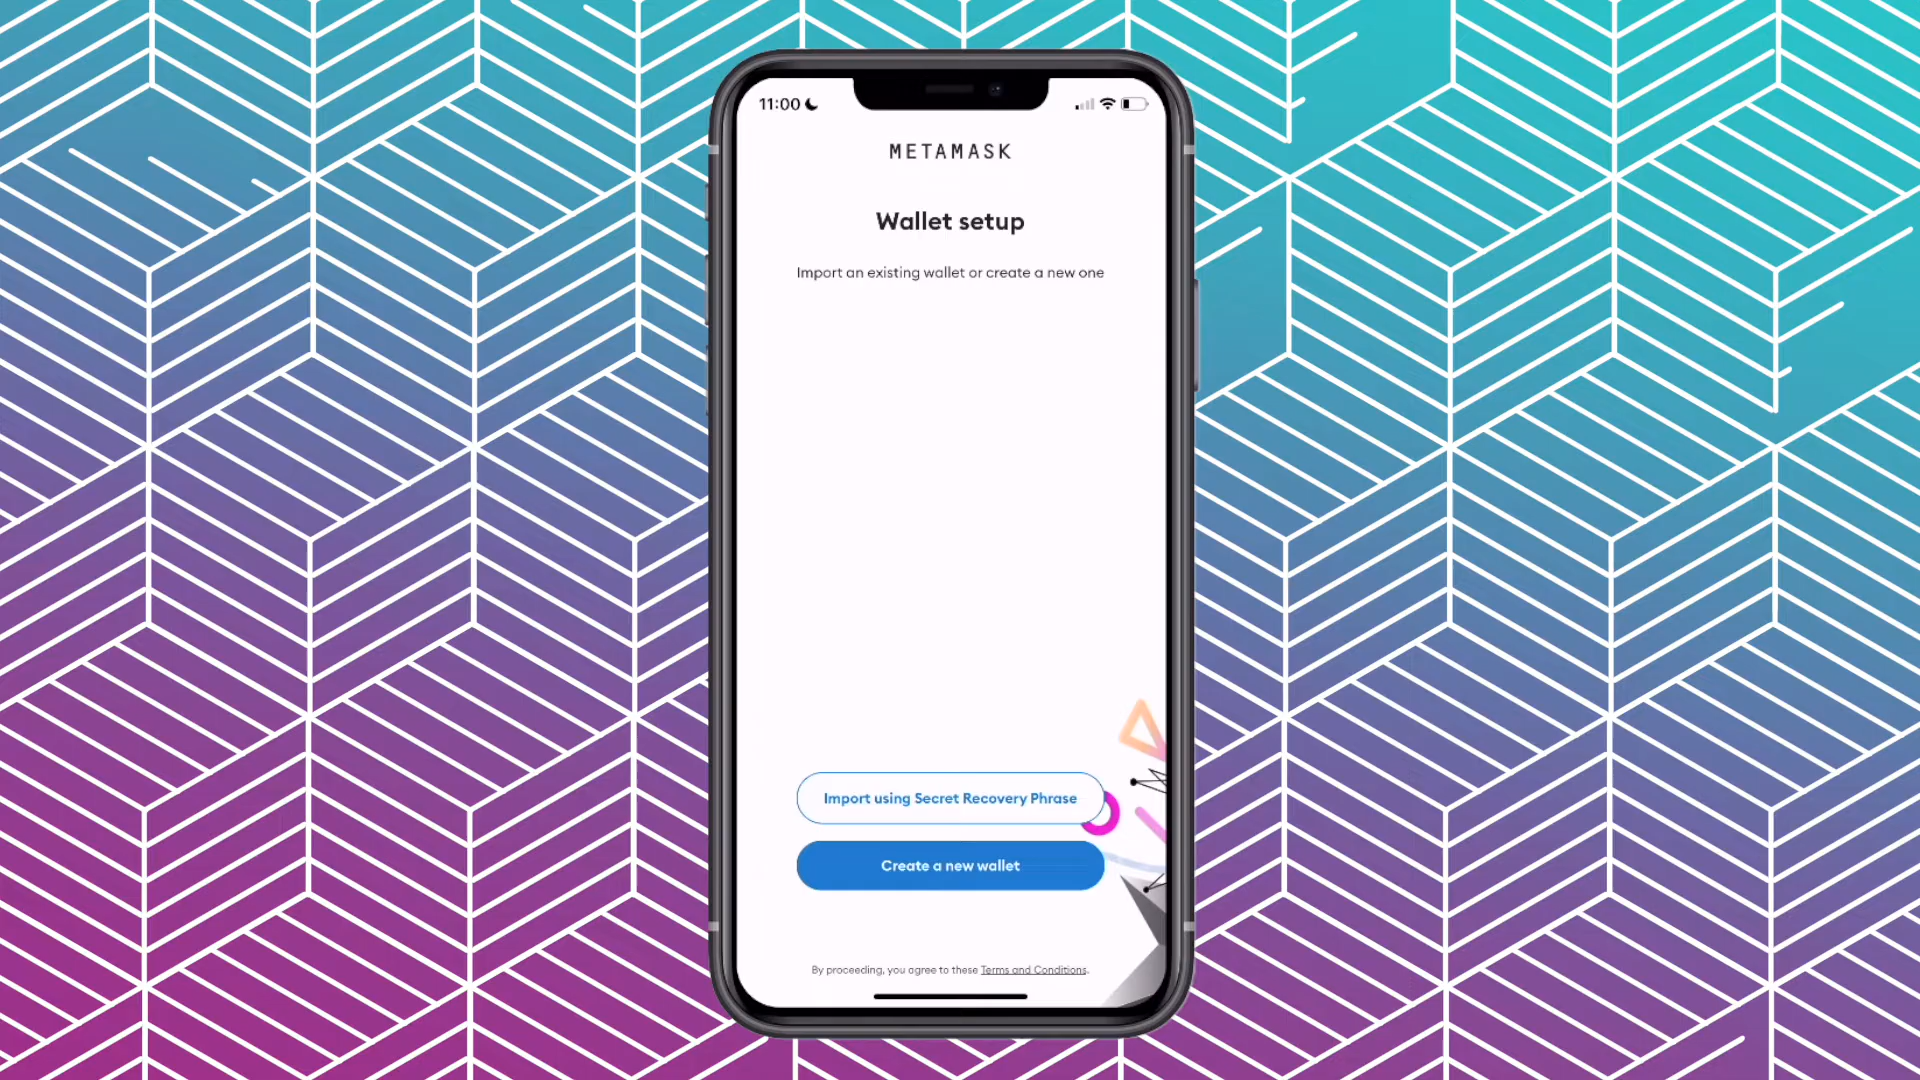 11:00
METAMASK
Wallet setup
Import an existing wallet or create a new one
Import using Secret Recovery Phrase
Create a new wallet
By proceeding, you agree to these Terms and Conditions.